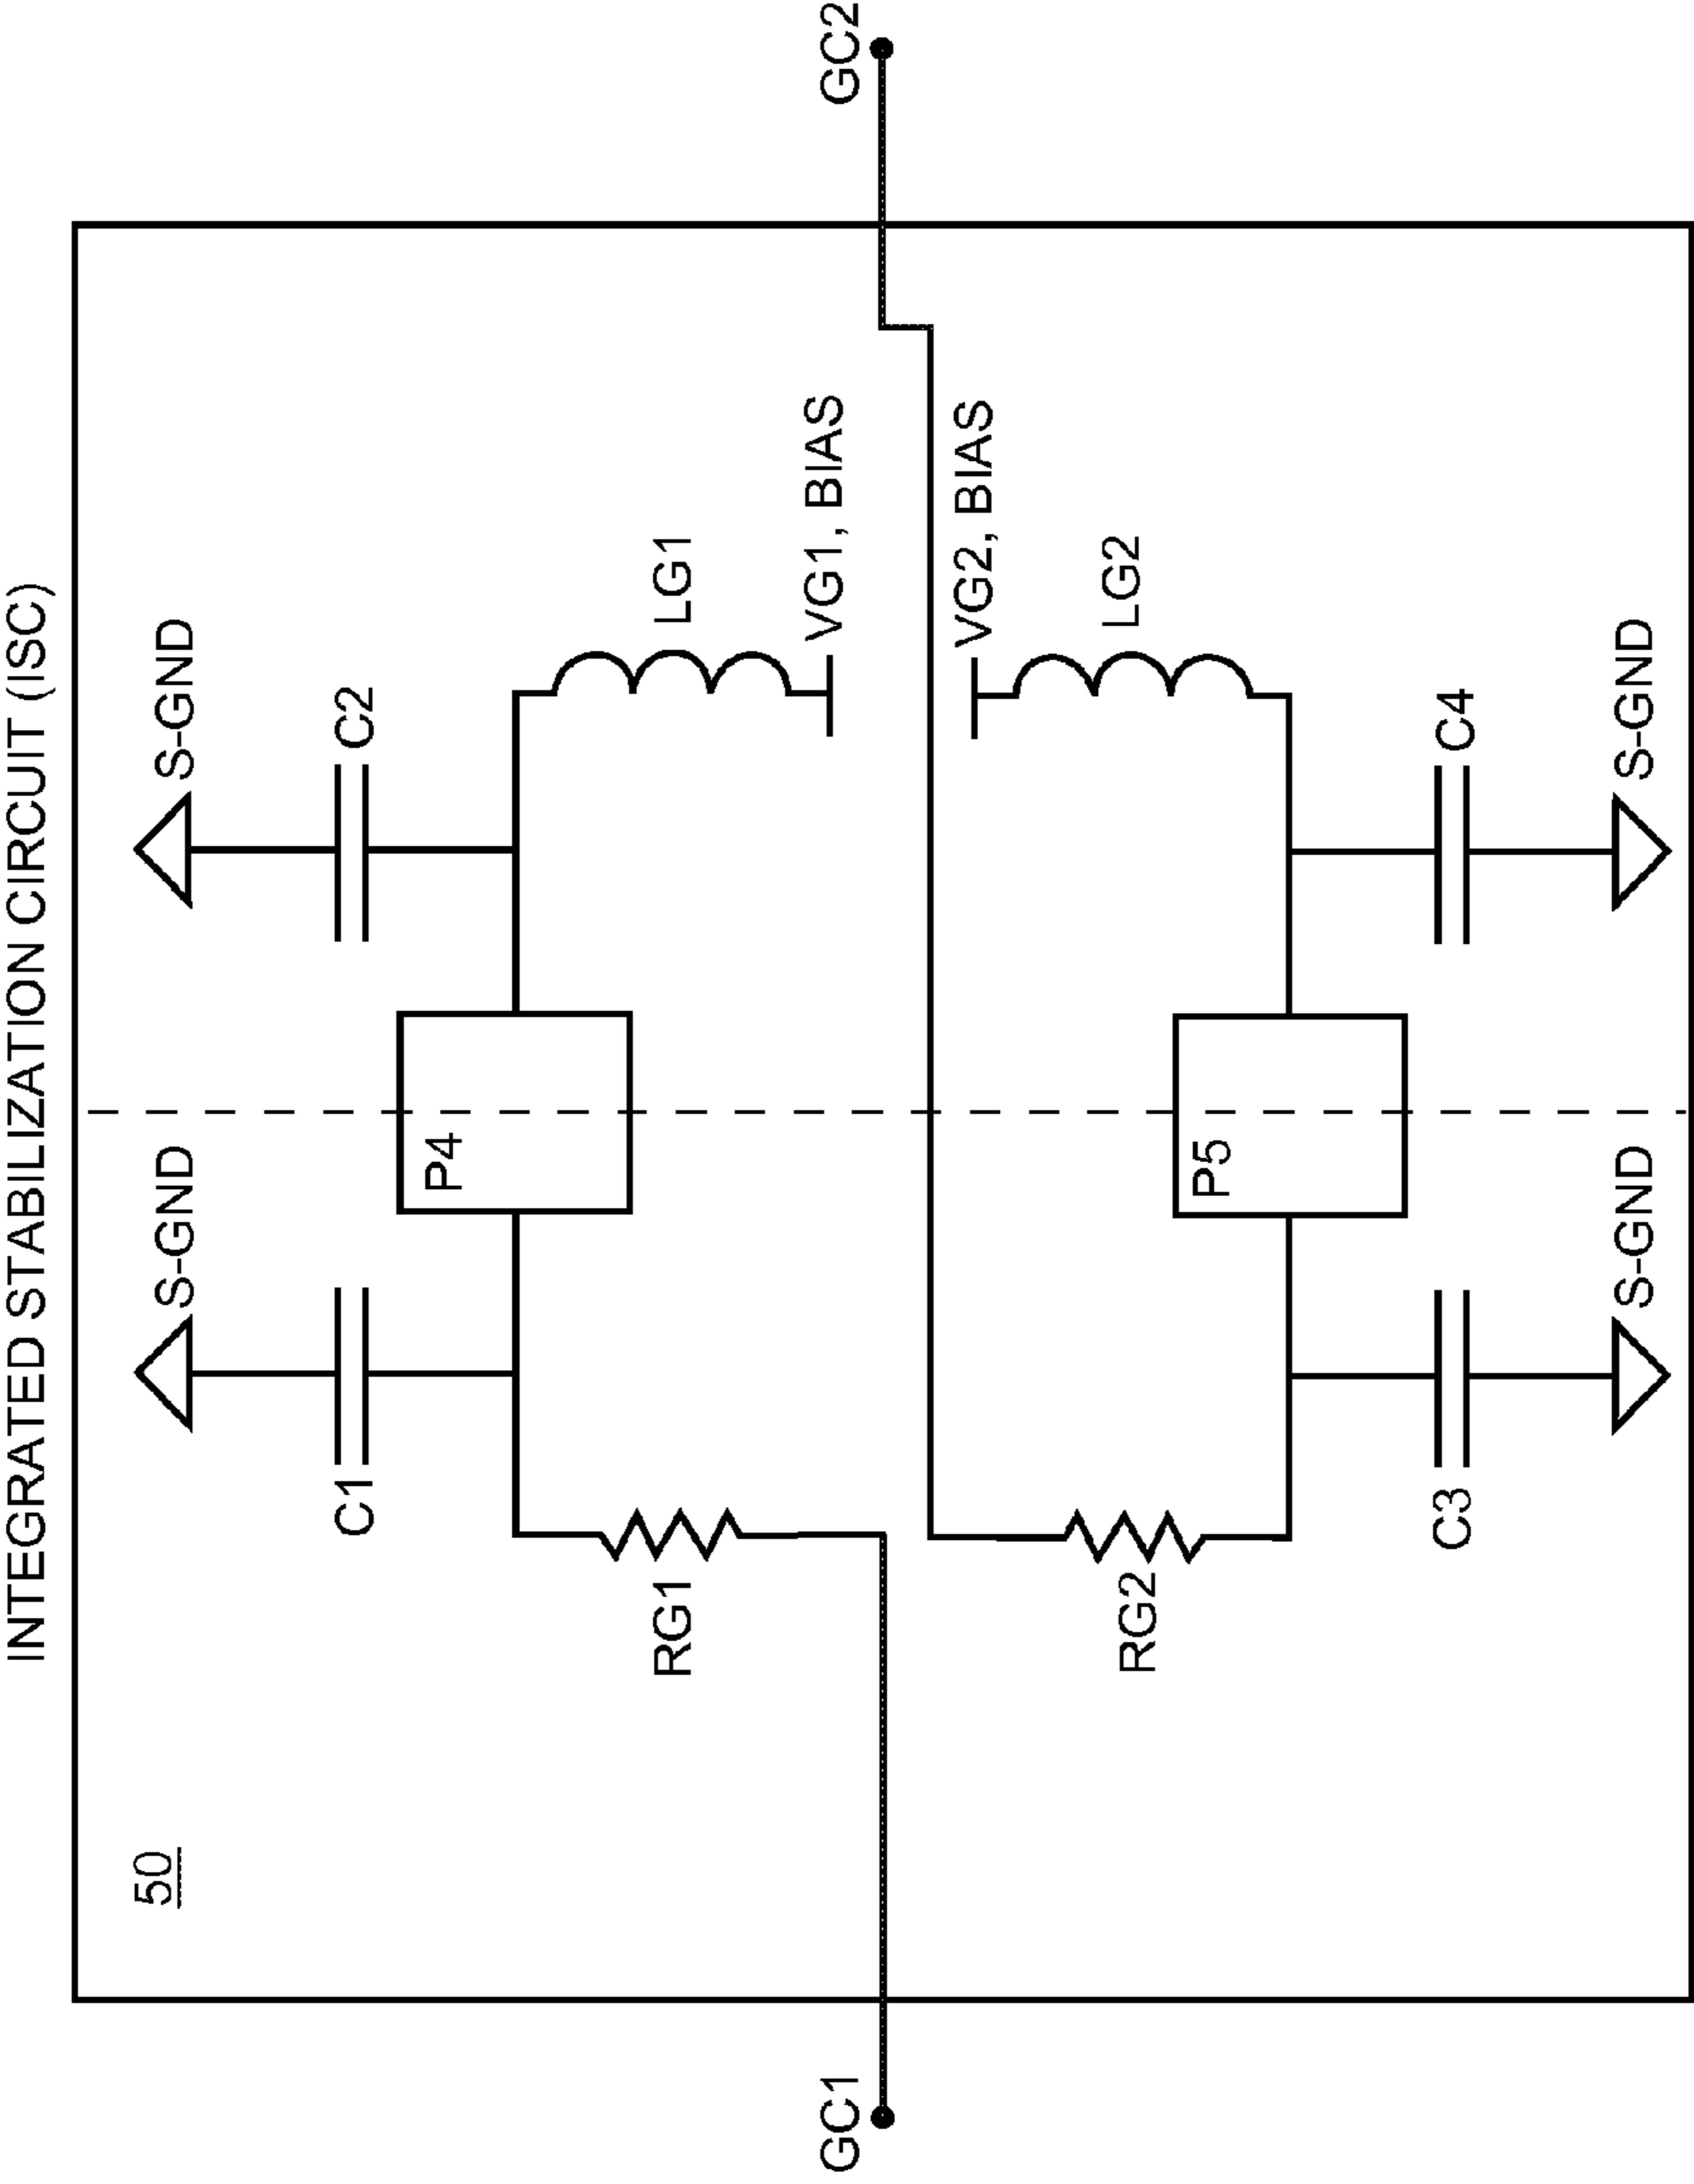 INTEGRATED STABILIZATION CIRCUIT (ISC)
50
S-GND
S-GND
C1
C2
P4
RG1
LG1
VG1, BIAS
GC1
GC2
VG2, BIAS
RG2
LG2
P5
C3
C4
S-GND
S-GND